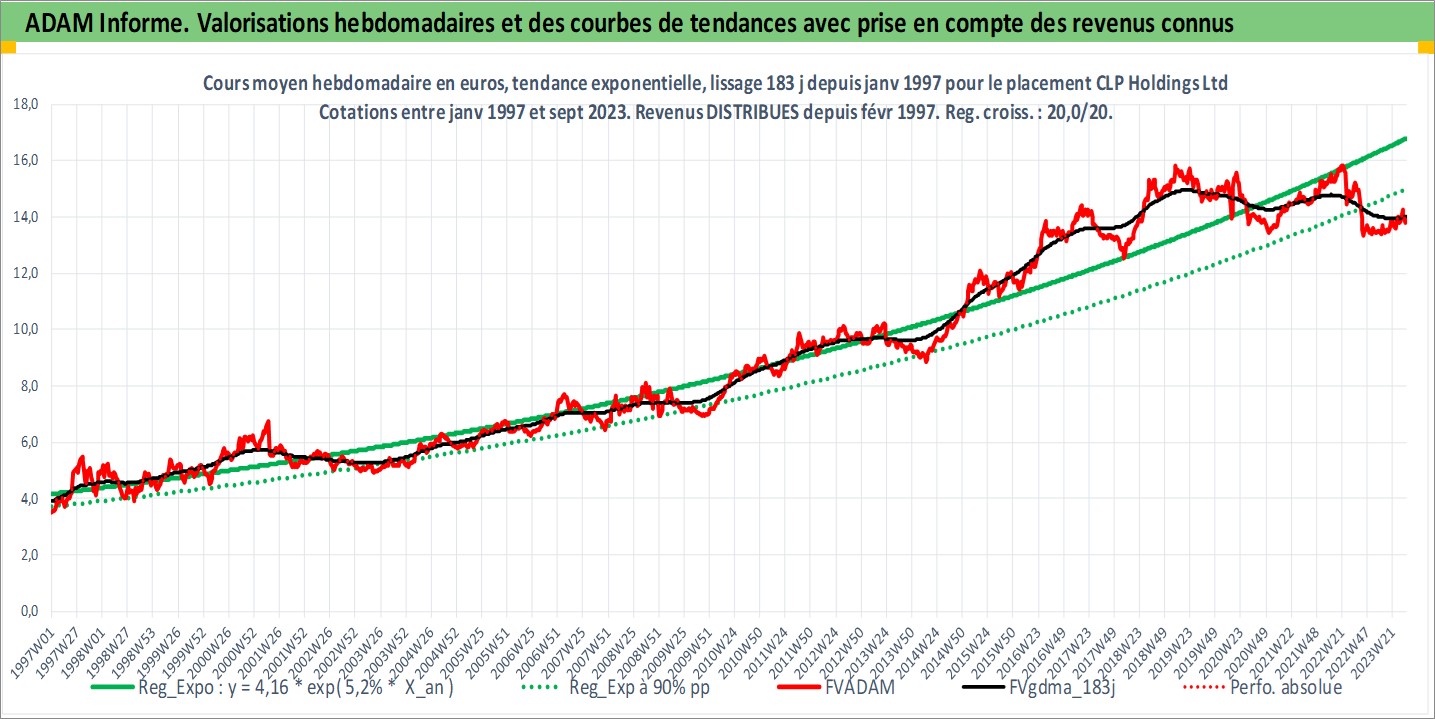 ADAM Informe. Valorisations hebdomadaires et des courbes de tendances avec prise en compte des revenus connus
Cours moyen hebdomadaire en euros, tendance exponentielle, lissage 183 j depuis janv 1997 pour le placement CLP Holdings Ltd
Cotations entre janv 1997 et sept 2023. Revenus DISTRIBUES depuis févr 1997. Reg. croiss. : 20,0/20.
18,0
16,0
14,0
12,0
10,0
8,0
6,0
4,0
2,0
0,0
1997W01
1997W27
1998W01
1998W27
1998W53
1999W26
1999W52
2000W26
2000W52
2001W26
2001W52
2002W26
2002W52
2003W26
2003W52
2004W26
2004W52
2005W25
2005W51
2006W25
2006W51
2007W25
2007W51
2008W25
2008W51
2009W25
2009W51
2010W24
2010W50
2011W24
2011W50
2012W24
2012W50
2013W24
2013W50
2014W24
2014W50
2015W24
2015W50
2016W23
2016W49
2017W23
2017W49
2018W23
2018W49
2019W23
2019W49
2020W23
2020W49
2021W22
2021W48
2022W21
2022W47
2023W21
Reg_Expo : y = 4,16 * exp( 5,2% * X_an )
Reg_Exp à 90% pp
FVADAM
FVgdma_183j
Perfo. absolue